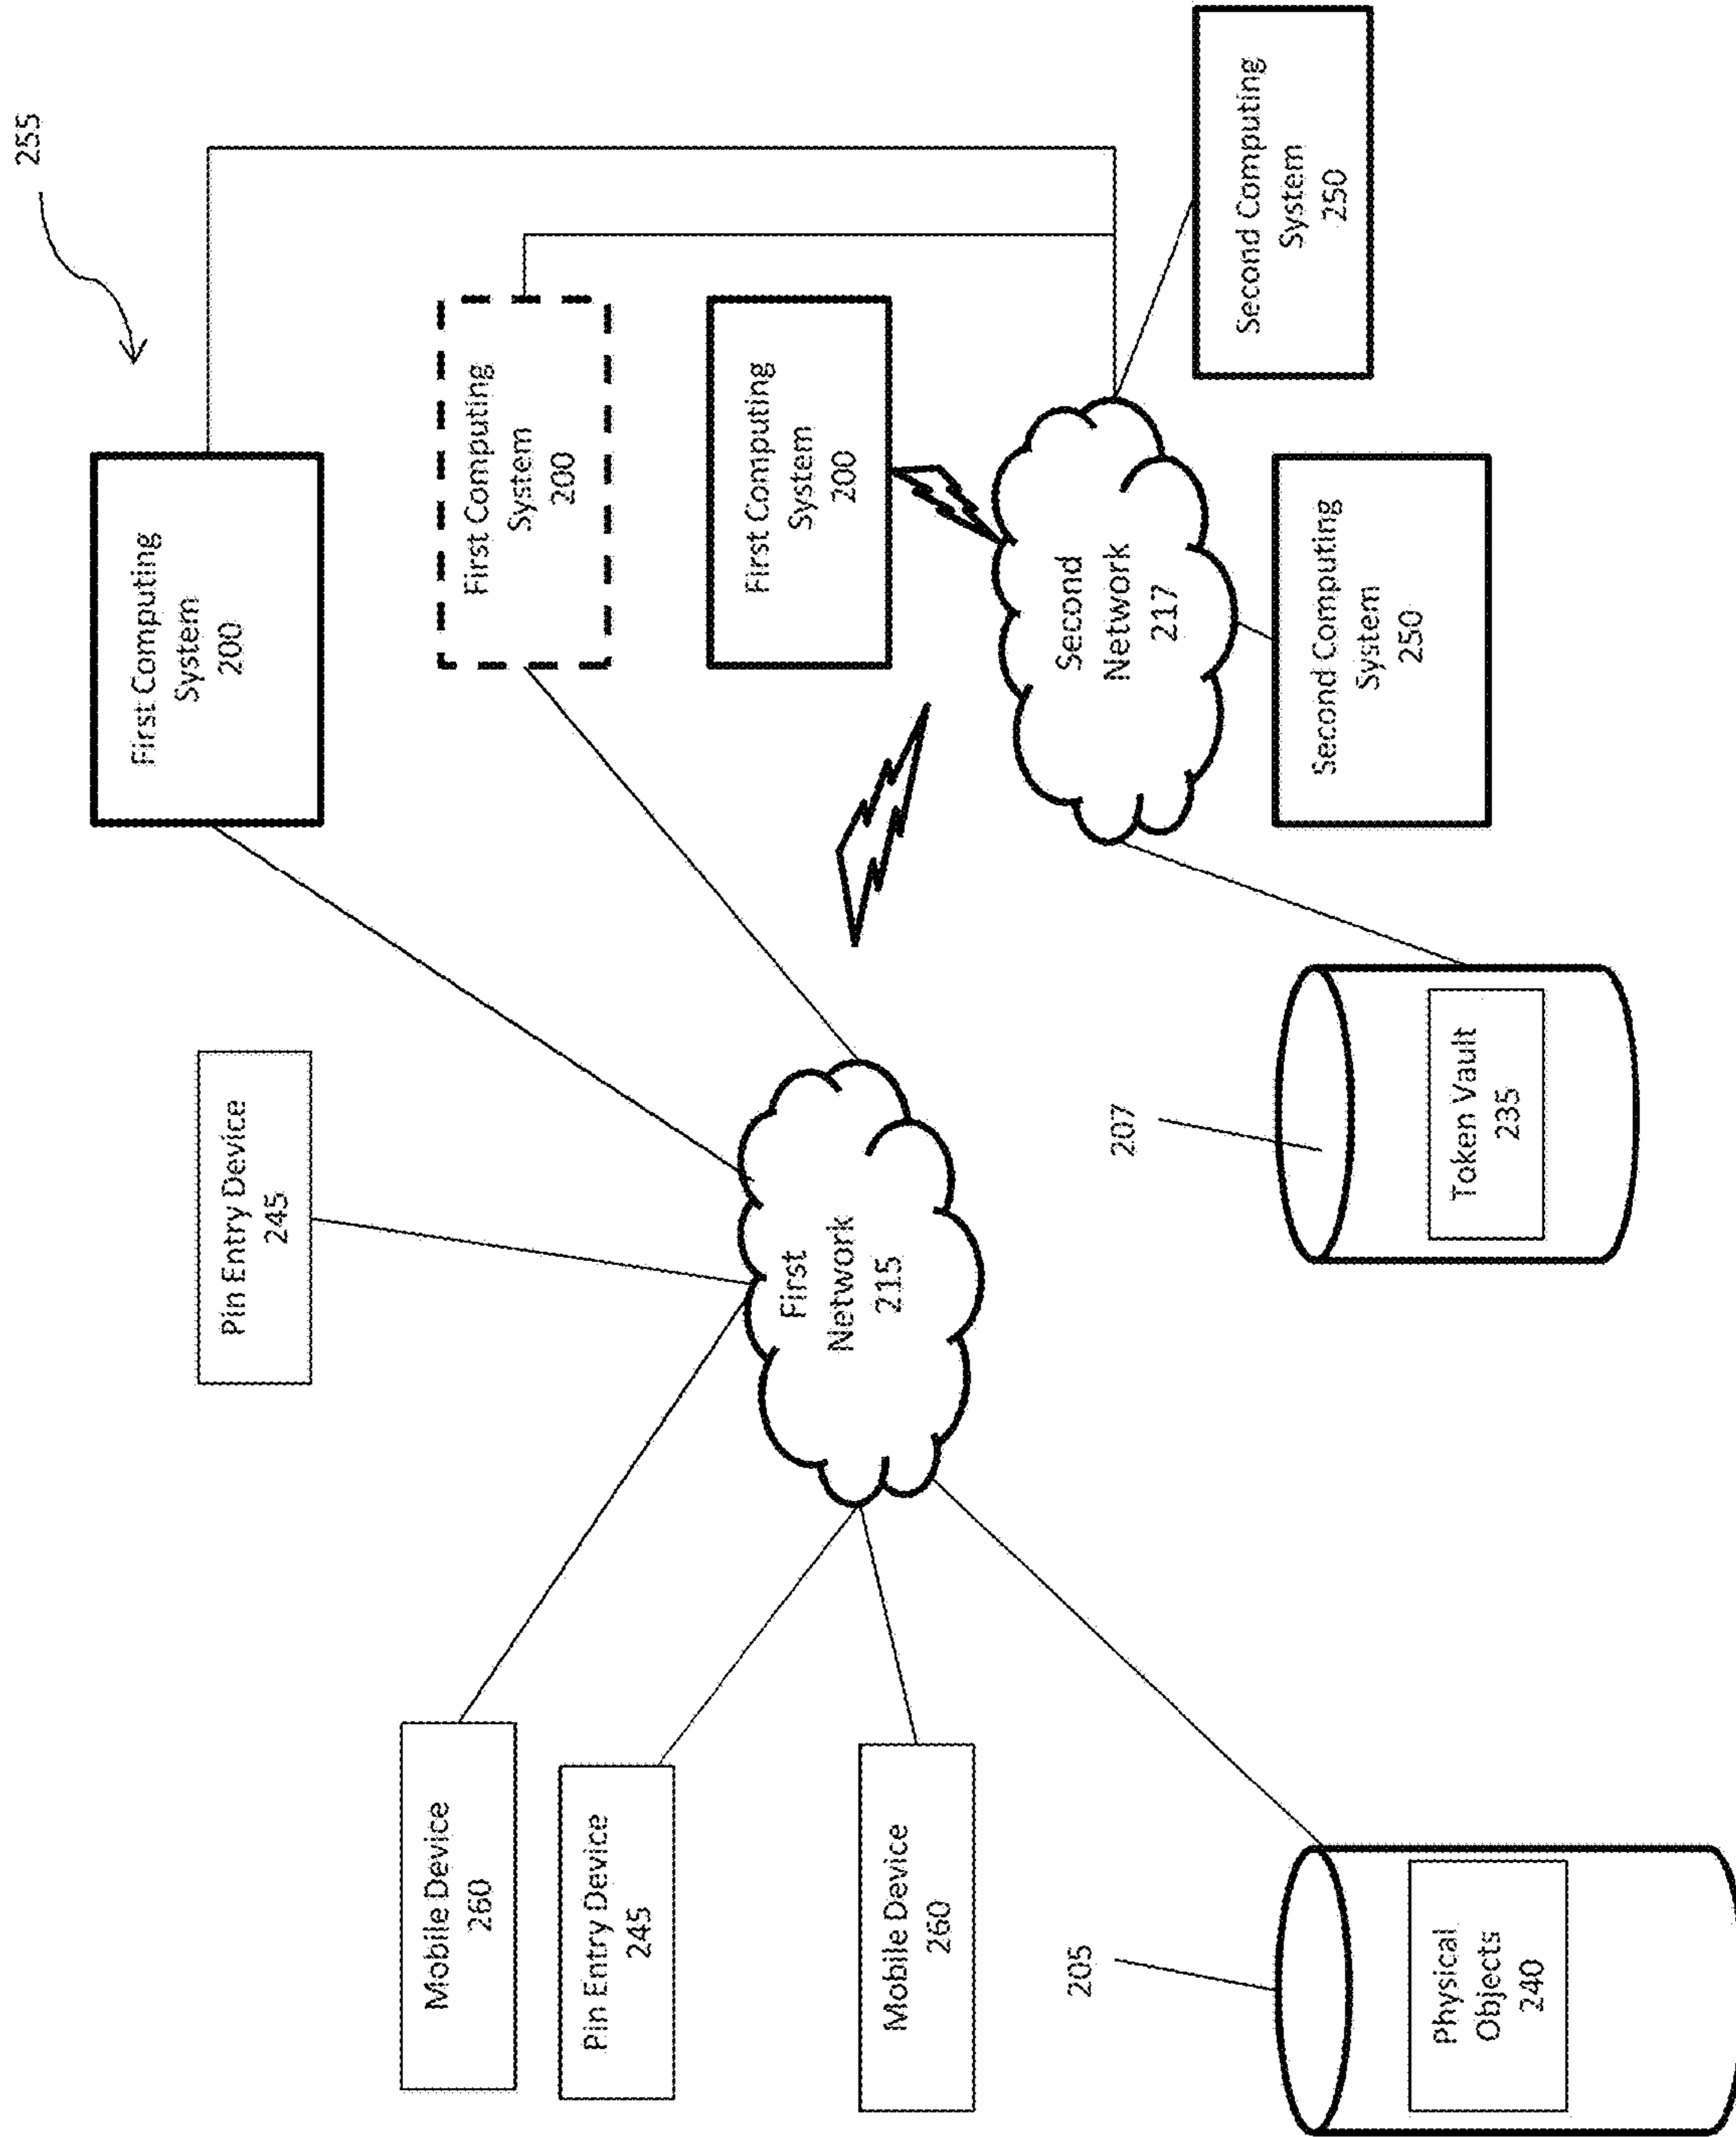 255
First Computing
System
200
First Computing
System
200
First Computing
System
200
Second Computing
System
250
Second Computing
System
250
Second
Network
217
Pin Entry Device
245
First
Network
215
207
Token Vault
235
Mobile Device
260
Pin Entry Device
245
Mobile Device
260
205
Physical
Objects
240